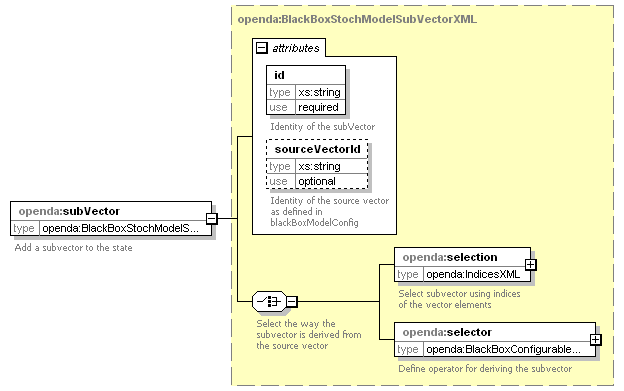 openda:BlackBoxStochModelSubVectorXML
attributes
id
type xs:string
use required
Identity of the subVector
sourceVectorId
type xs:string
use optional
Identity of the source vector
as defined in
blackBoxModelConfig
openda:subVector
type openda:BlackBoxStochModelS...
Add a subvector to the state
Select the way the
subvector is derived from
the source vector
openda:selection
type openda:IndicesXML
Select subvector using indices
of the vector elements
openda:selector
type openda:BlackBoxConfigurable...
Define operator for deriving the subvector